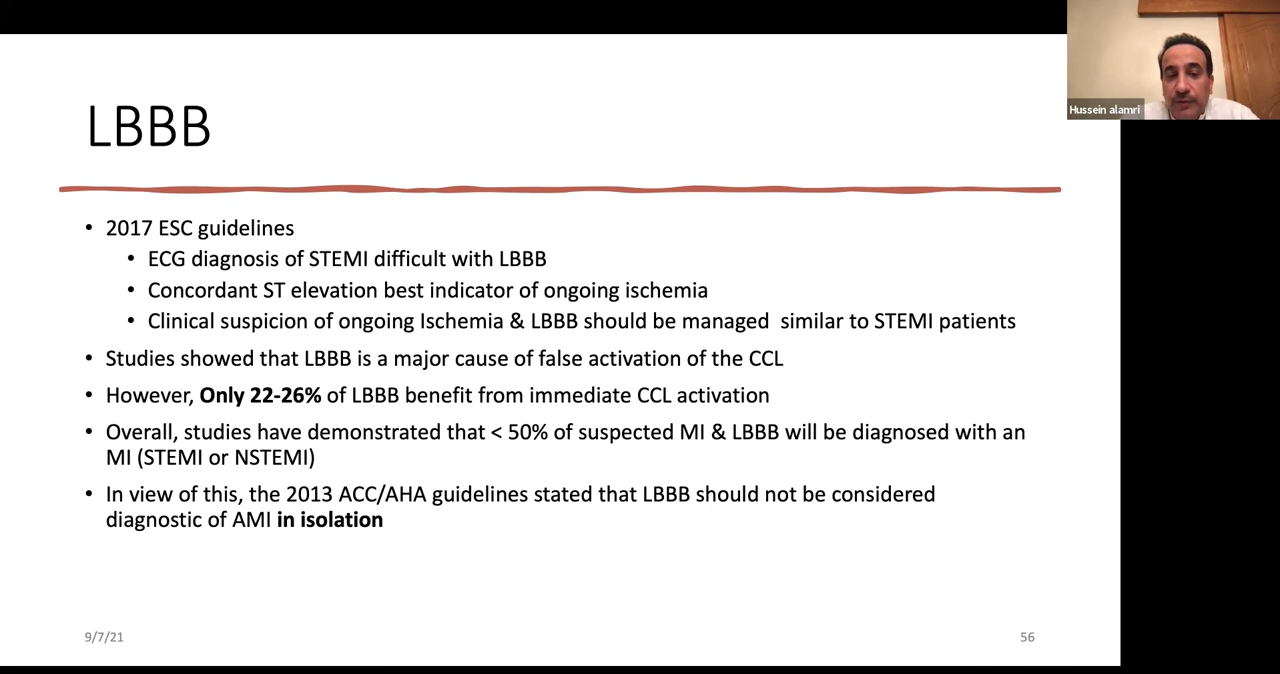 Hussein alamri
LBBB
• 2017 ESC guidelines
• ECG diagnosis of STEMI difficult with LBBB
• Concordant ST elevation best indicator of ongoing ischemia
• Clinical suspicion of ongoing Ischemia & LBBB should be managed  similar to STEMI patients
• Studies showed that LBBB is a major cause of false activation of the CCL
• However, Only 22-26% of LBBB benefit from immediate CCL activation
• Overall, studies have demonstrated that < 50% of suspected MI & LBBB will be diagnosed with an
MI (STEMI or NSTEMI)
• In view of this, the 2013 ACC/AHA guidelines stated that LBBB should not be considered
diagnostic of AMI in isolation
9/7/21
56